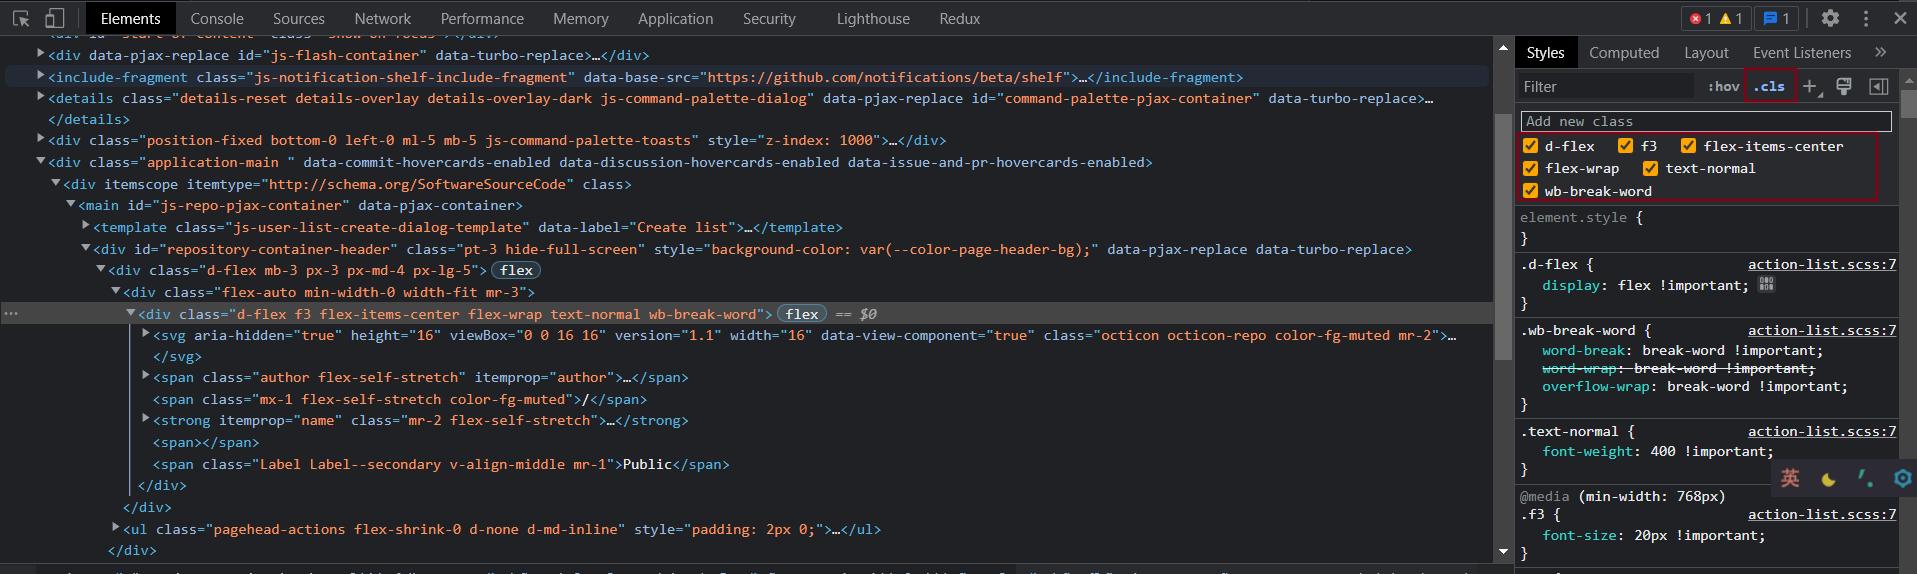 Elements Console Sources Network Performance Memory Application Security Lighthouse Redux 1 1 1
<div data-pjax-replace id="js-flash-container" data-turbo-replace>…</div>
<include-fragment class="js-notification-shelf-include-fragment" data-base-src="https://github.com/notifications/beta/shelf">…</include-fragment>
<details class="details-reset details-overlay details-overlay-dark js-command-palette-dialog" data-pjax-replace id="command-palette-pjax-container" data-turbo-replace>…
</details>
<div class="position-fixed bottom-0 left-0 ml-5 mb-5 js-command-palette-toasts" style="z-index: 1000">…</div>
<div class="application-main " data-commit-hovercards-enabled data-discussion-hovercards-enabled data-issue-and-pr-hovercards-enabled>
<div itemscope itemtype="http://schema.org/SoftwareSourceCode" class>
<main id="js-repo-pjax-container" data-pjax-container>
<template class="js-user-list-create-dialog-template" data-label="Create list">…</template>
<div id="repository-container-header" class="pt-3 hide-full-screen" style="background-color: var(--color-page-header-bg);" data-pjax-replace data-turbo-replace>
<div class="d-flex mb-3 px-3 px-md-4 px-lg-5"> flex
<div class="flex-auto min-width-0 width-fit mr-3">
… <div class="d-flex f3 flex-items-center flex-wrap text-normal wb-break-word"> flex == $0
<svg aria-hidden="true" height="16" viewBox="0 0 16 16" version="1.1" width="16" data-view-component="true" class="octicon octicon-repo color-fg-muted mr-2">…
</svg>
<span class="author flex-self-stretch" itemprop="author">…</span>
<span class="mx-1 flex-self-stretch color-fg-muted">/</span>
<strong itemprop="name" class="mr-2 flex-self-stretch">…</strong>
<span></span>
<span class="Label Label--secondary v-align-middle mr-1">Public</span>
</div>
</div>
<ul class="pagehead-actions flex-shrink-0 d-none d-md-inline" style="padding: 2px 0;">…</ul>
</div>
Styles Computed Layout Event Listeners »
Filter :hov .cls +
Add new class
d-flex f3 flex-items-center
flex-wrap text-normal
wb-break-word
element.style {
}
.d-flex { action-list.scss:7
display: flex !important;
}
.wb-break-word { action-list.scss:7
word-break: break-word !important;
word-wrap: break-word !important;
overflow-wrap: break-word !important;
}
.text-normal { action-list.scss:7
font-weight: 400 !important;
}
英
@media (min-width: 768px)
.f3 { action-list.scss:7
font-size: 20px !important;
}